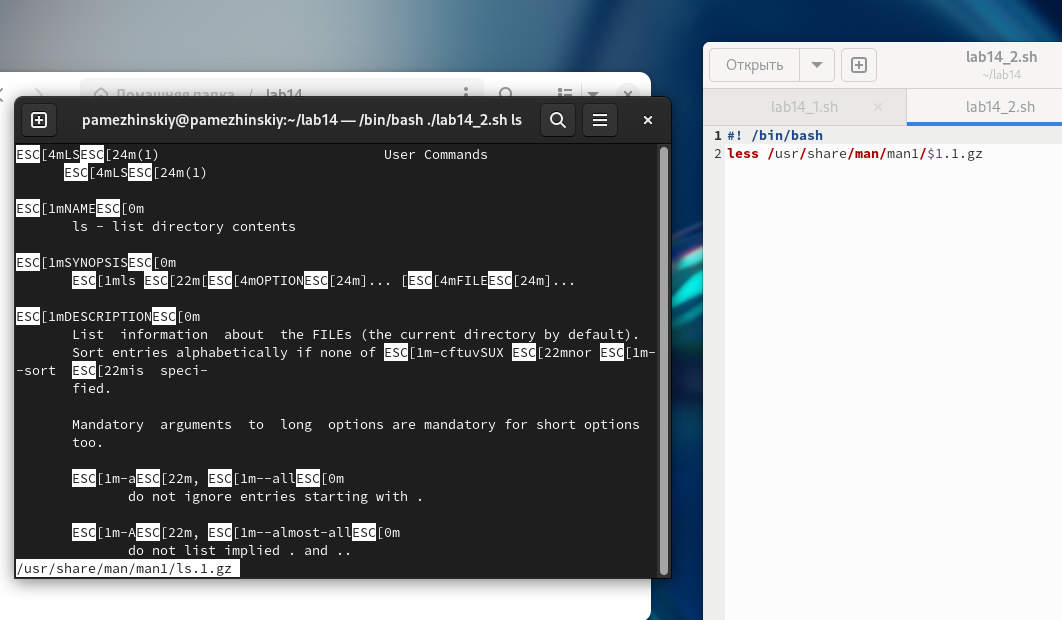 Домашняя папка / lab14
pamezhinskiy@pamezhinskiy:~/lab14 — /bin/bash ./lab14_2.sh ls
ESC[4mLSESC[24m(1)                            User Commands
      ESC[4mLSESC[24m(1)
ESC[1mNAMEESC[0m
       ls - list directory contents
ESC[1mSYNOPSISESC[0m
       ESC[1mls ESC[22m[ESC[4mOPTIONESC[24m]... [ESC[4mFILEESC[24m]...
ESC[1mDESCRIPTIONESC[0m
       List  information  about  the FILEs (the current directory by default).
       Sort entries alphabetically if none of ESC[1m-cftuvSUX ESC[22mnor ESC[1m-
-sort  ESC[22mis  speci-
       fied.
       Mandatory  arguments  to  long  options are mandatory for short options
       too.
       ESC[1m-aESC[22m, ESC[1m--allESC[0m
              do not ignore entries starting with .
       ESC[1m-AESC[22m, ESC[1m--almost-allESC[0m
              do not list implied . and ..
/usr/share/man/man1/ls.1.gz
Открыть
lab14_2.sh
~/lab14
lab14_1.sh
lab14_2.sh
1 #! /bin/bash
2 less /usr/share/man/man1/$1.1.gz